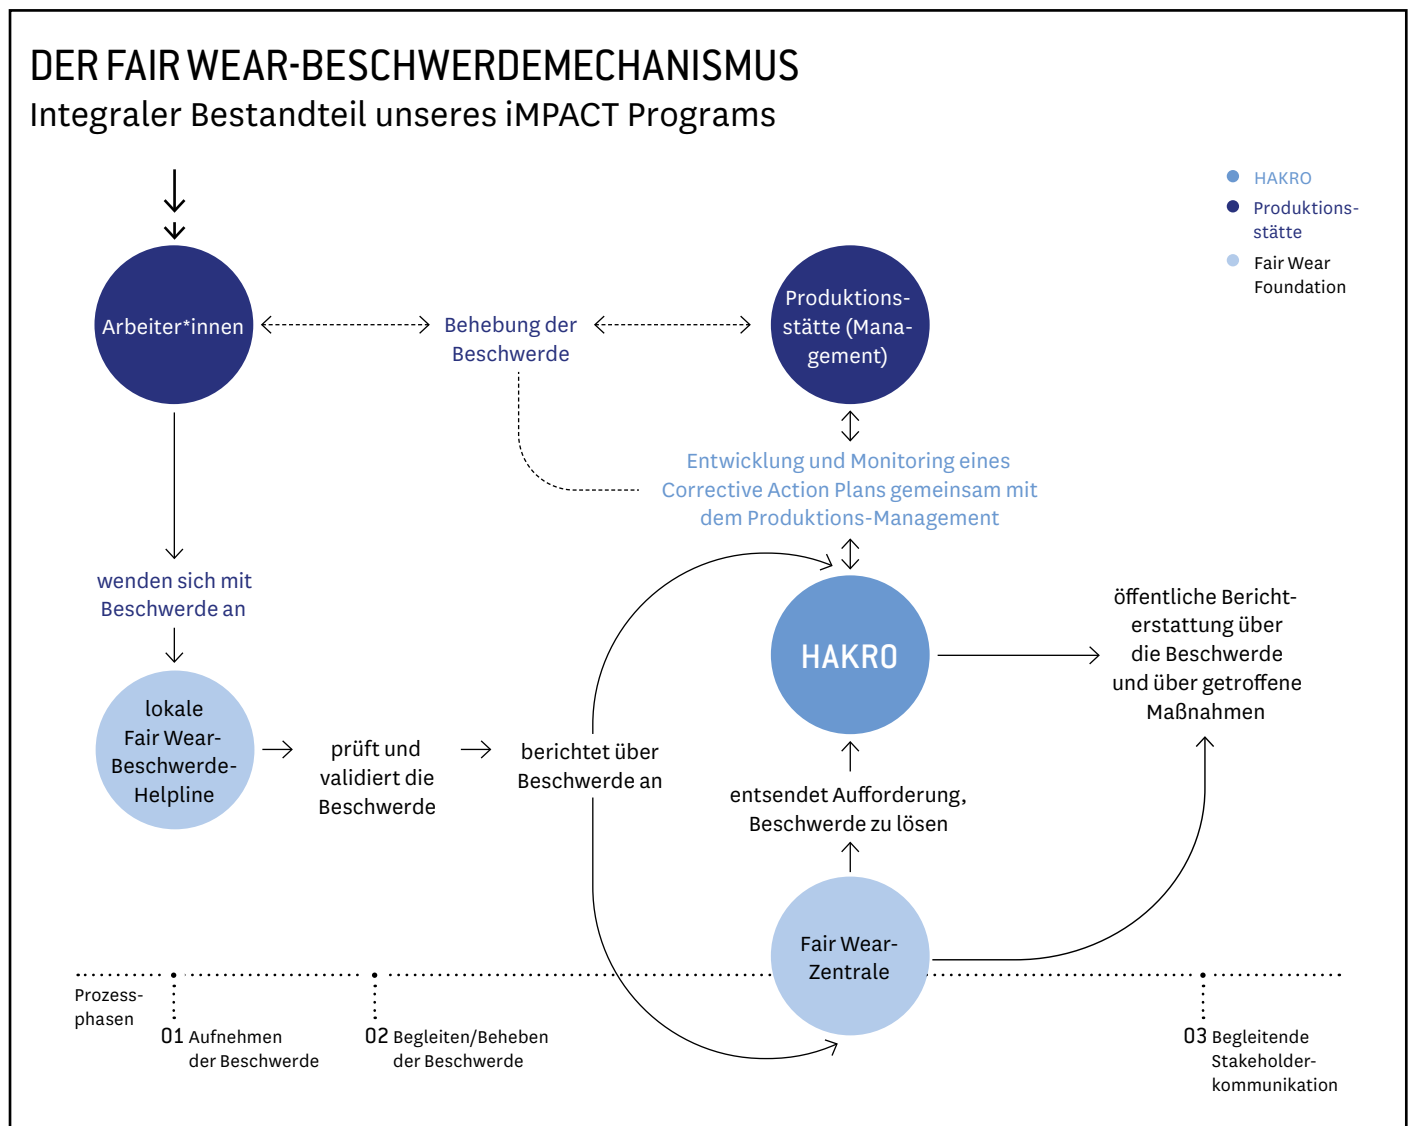 DER FAIR WEAR-BESCHWERDEMECHANISMUS
Integraler Bestandteil unseres iMPACT Programs
HAKRO
Produktions-
stätte
Fair Wear
Foundation
Arbeiter*innen
Behebung der
Beschwerde
Produktions-
stätte (Mana-
gement)
Entwicklung und Monitoring eines
Corrective Action Plans gemeinsam mit
dem Produktions-Management
wenden sich mit
Beschwerde an
lokale
Fair Wear-
Beschwerde-
Helpline
prüft und
validiert die
Beschwerde
berichtet über
Beschwerde an
HAKRO
öffentliche Bericht-
erstattung über
die Beschwerde
und über getroffene
Maßnahmen
entsendet Aufforderung,
Beschwerde zu lösen
Fair Wear-
Zentrale
Prozess-
phasen
01 Aufnehmen
der Beschwerde
02 Begleiten/Beheben
der Beschwerde
03 Begleitende
Stakeholder-
kommunikation